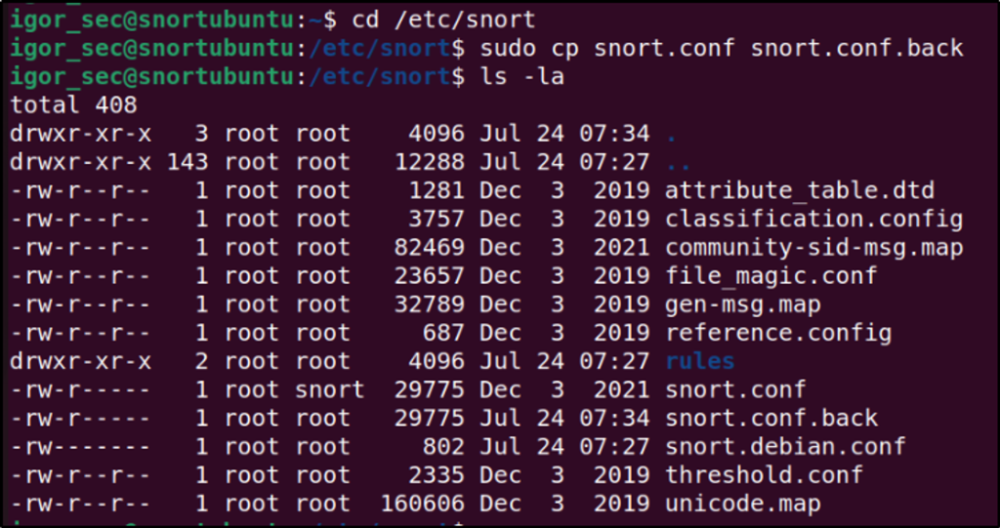 igor_sec@snortubuntu:~$ cd /etc/snort
igor_sec@snortubuntu:/etc/snort$ sudo cp snort.conf snort.conf.back
igor_sec@snortubuntu:/etc/snort$ ls -la
total 408
drwxr-xr-x   3 root root    4096 Jul 24 07:34 .
drwxr-xr-x 143 root root   12288 Jul 24 07:27 ..
-rw-r--r--   1 root root    1281 Dec  3  2019 attribute_table.dtd
-rw-r--r--   1 root root    3757 Dec  3  2019 classification.config
-rw-r--r--   1 root root   82469 Dec  3  2021 community-sid-msg.map
-rw-r--r--   1 root root   23657 Dec  3  2019 file_magic.conf
-rw-r--r--   1 root root   32789 Dec  3  2019 gen-msg.map
-rw-r--r--   1 root root     687 Dec  3  2019 reference.config
drwxr-xr-x   2 root root    4096 Jul 24 07:27 rules
-rw-r-----   1 root snort  29775 Dec  3  2021 snort.conf
-rw-r-----   1 root root   29775 Jul 24 07:34 snort.conf.back
-rw-------   1 root root     802 Jul 24 07:27 snort.debian.conf
-rw-r--r--   1 root root    2335 Dec  3  2019 threshold.conf
-rw-r--r--   1 root root  160606 Dec  3  2019 unicode.map